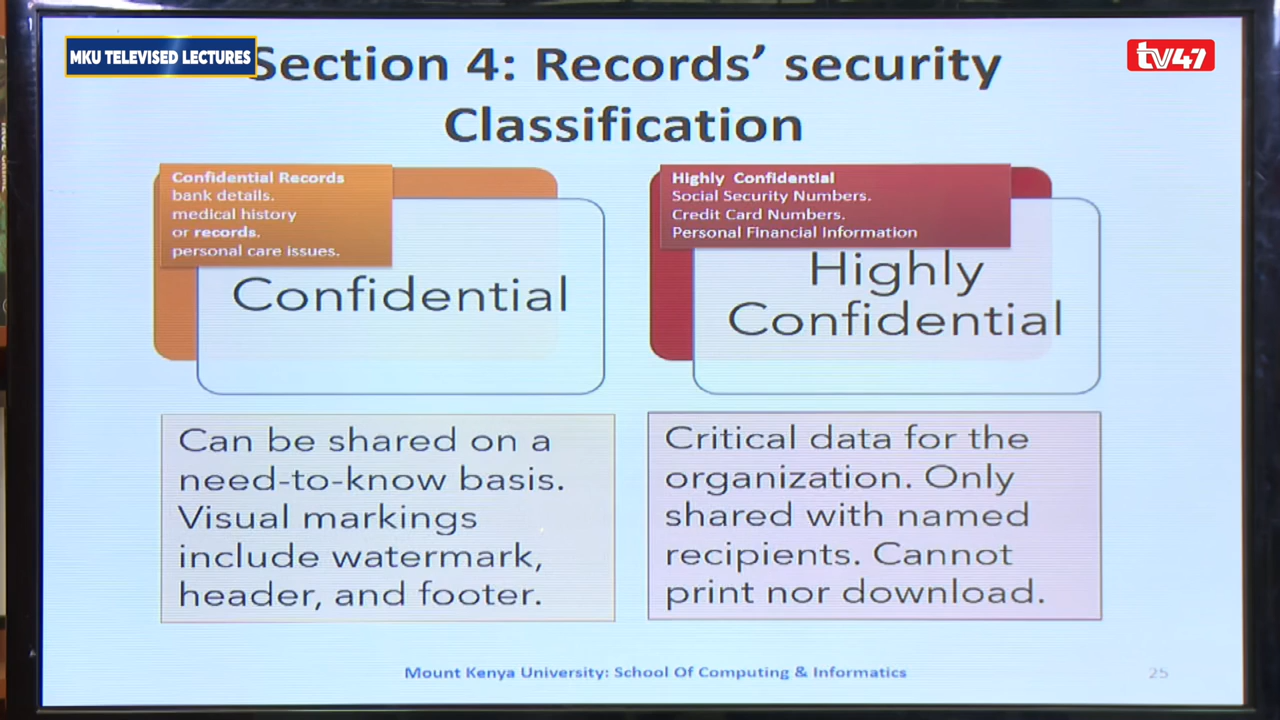 MKU TELEVISED LECTURES
tv47
Section 4: Records’ security
Classification
Confidential Records
bank details.
medical history
or records.
personal care issues.
Confidential
Highly Confidential
Social Security Numbers.
Credit Card Numbers.
Personal Financial Information
Highly
Confidential
Can be shared on a
need-to-know basis.
Visual markings
include watermark,
header, and footer.
Critical data for the
organization. Only
shared with named
recipients. Cannot
print nor download.
Mount Kenya University: School Of Computing & Informatics
25